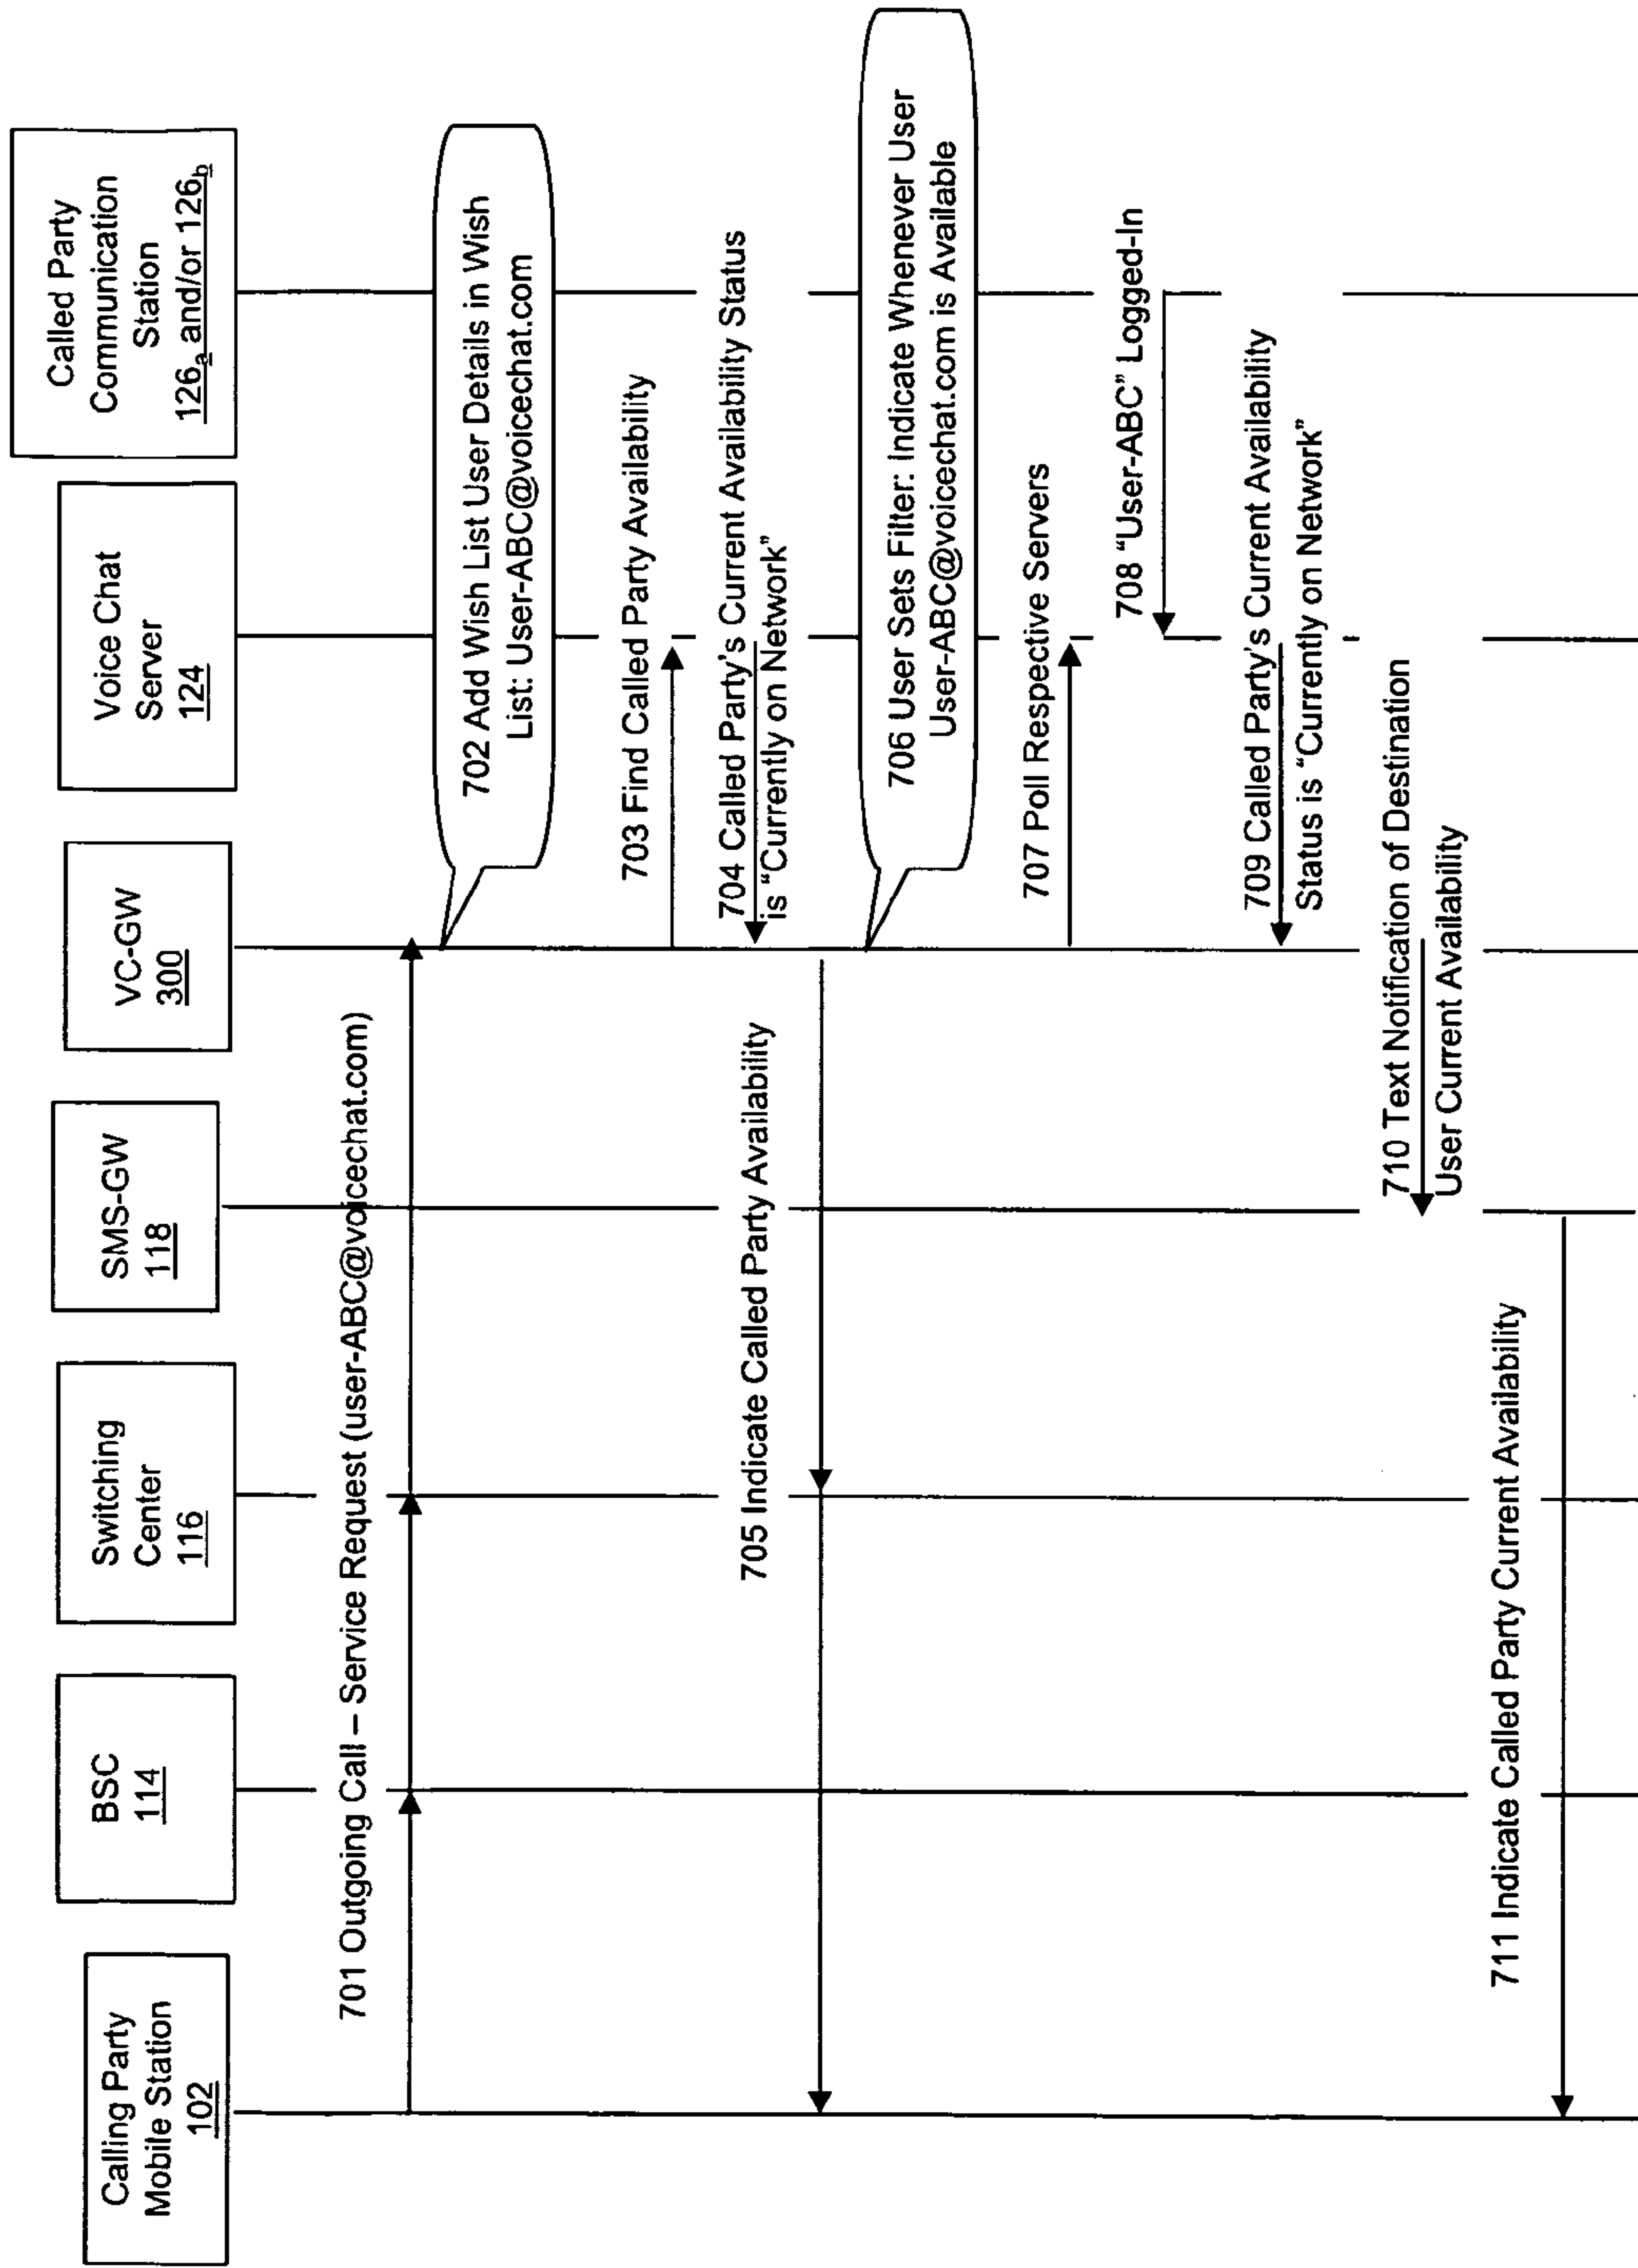 Calling Party
Mobile Station
102
BSC
114
Switching
Center
116
SMS-GW
118
VC-GW
300
Voice Chat
Server
124
Called Party
Communication
Station
126a and/or 126b
701 Outgoing Call – Service Request (user-ABC@voicechat.com)
702 Add Wish List User Details in Wish
List: User-ABC@voicechat.com
703 Find Called Party Availability
704 Called Party's Current Availability Status
is "Currently on Network"
705 Indicate Called Party Availability
706 User Sets Filter: Indicate Whenever User
User-ABC@voicechat.com is Available
707 Poll Respective Servers
708 "User-ABC" Logged-In
709 Called Party's Current Availability
Status is "Currently on Network"
710 Text Notification of Destination
User Current Availability
711 Indicate Called Party Current Availability